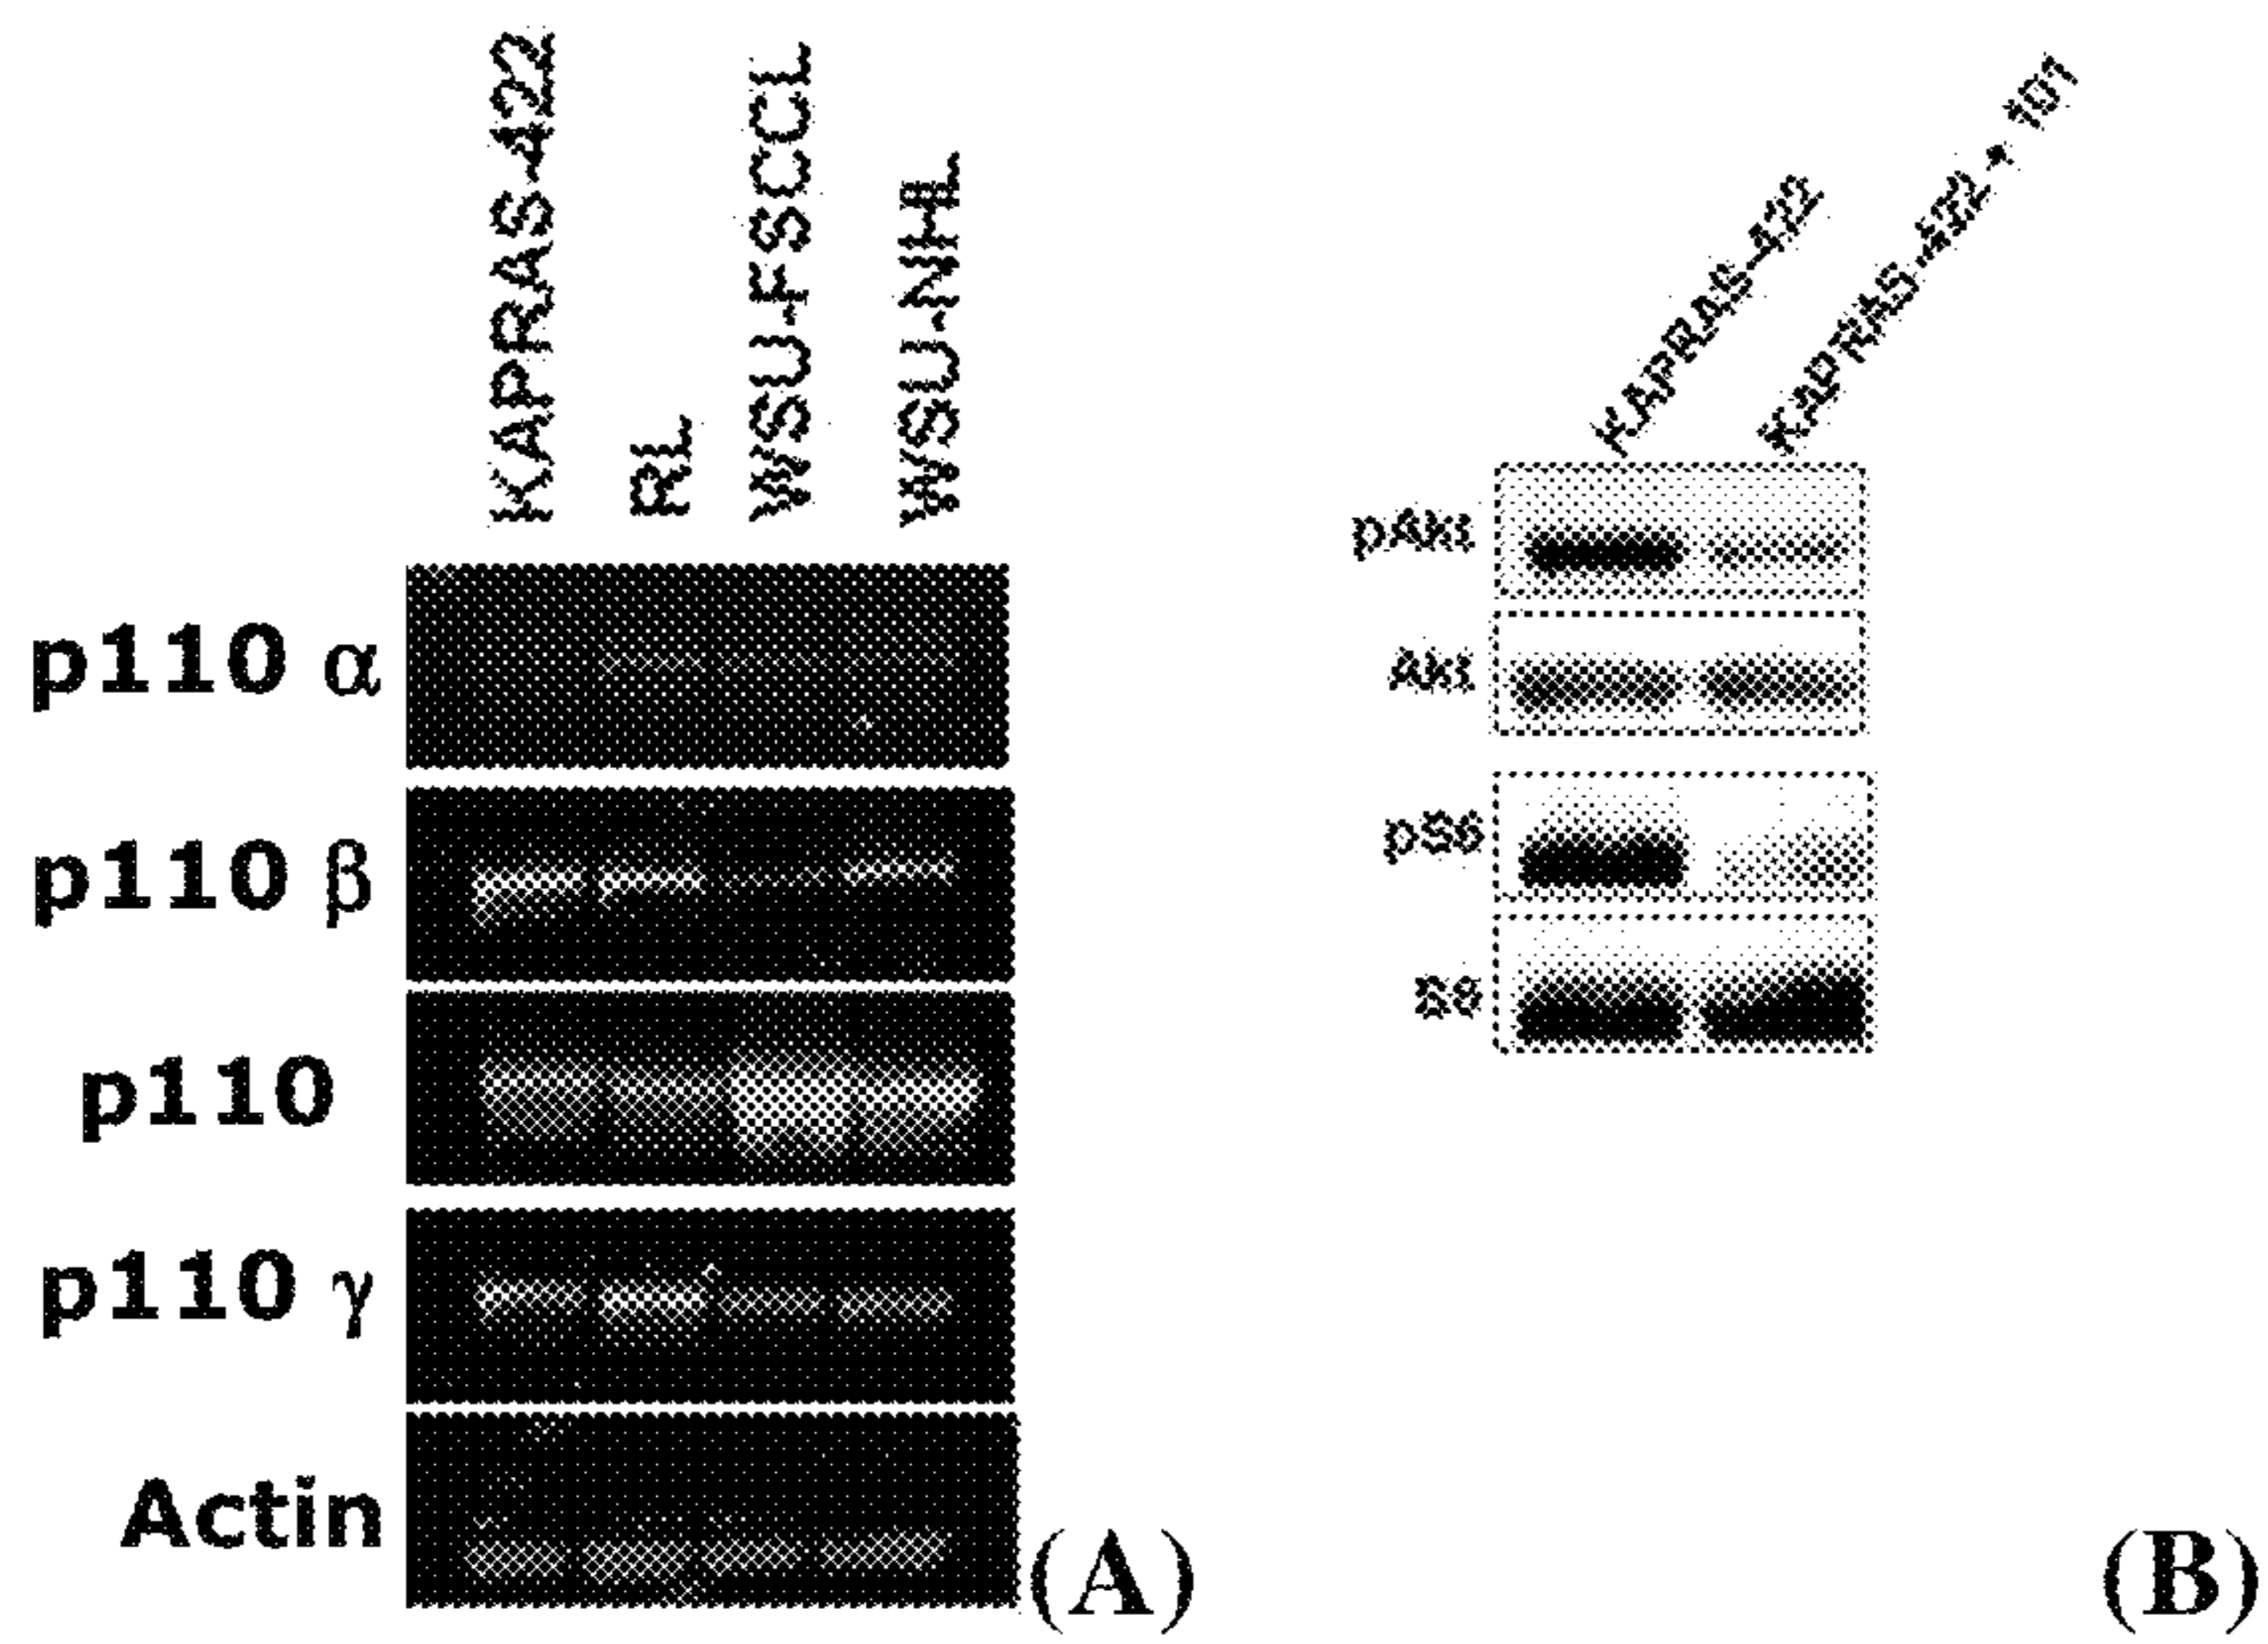 KAPRAS-422
RL
WSU-FSCCL
WSU-NHL
p110 α
p110 β
p110
p110 γ
Actin
(A)
KAPRAS-422
KAPRAS-422 + 101
pAkt
Akt
pS6
S6
(B)